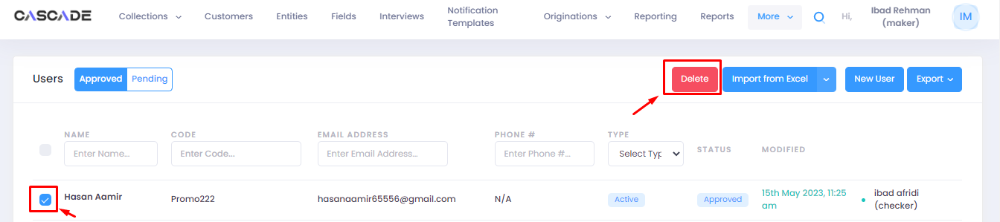 CASCADE
Collections
Customers
Entities
Fields
Interviews
Notification
Templates
Originations
Reporting
Reports
More
Hi,
Ibad Rehman
(maker)
IM
Users
Approved
Pending
Delete
Import from Excel
New User
Export
NAME
CODE
EMAIL ADDRESS
PHONE #
TYPE
STATUS
MODIFIED
Enter Name...
Enter Code...
Enter Email Address...
Enter Phone #...
Select Typ
Hasan Aamir
Promo222
hasanaamir65556@gmail.com
N/A
Active
Approved
15th May 2023, 11:25
am
ibad afridi
(checker)